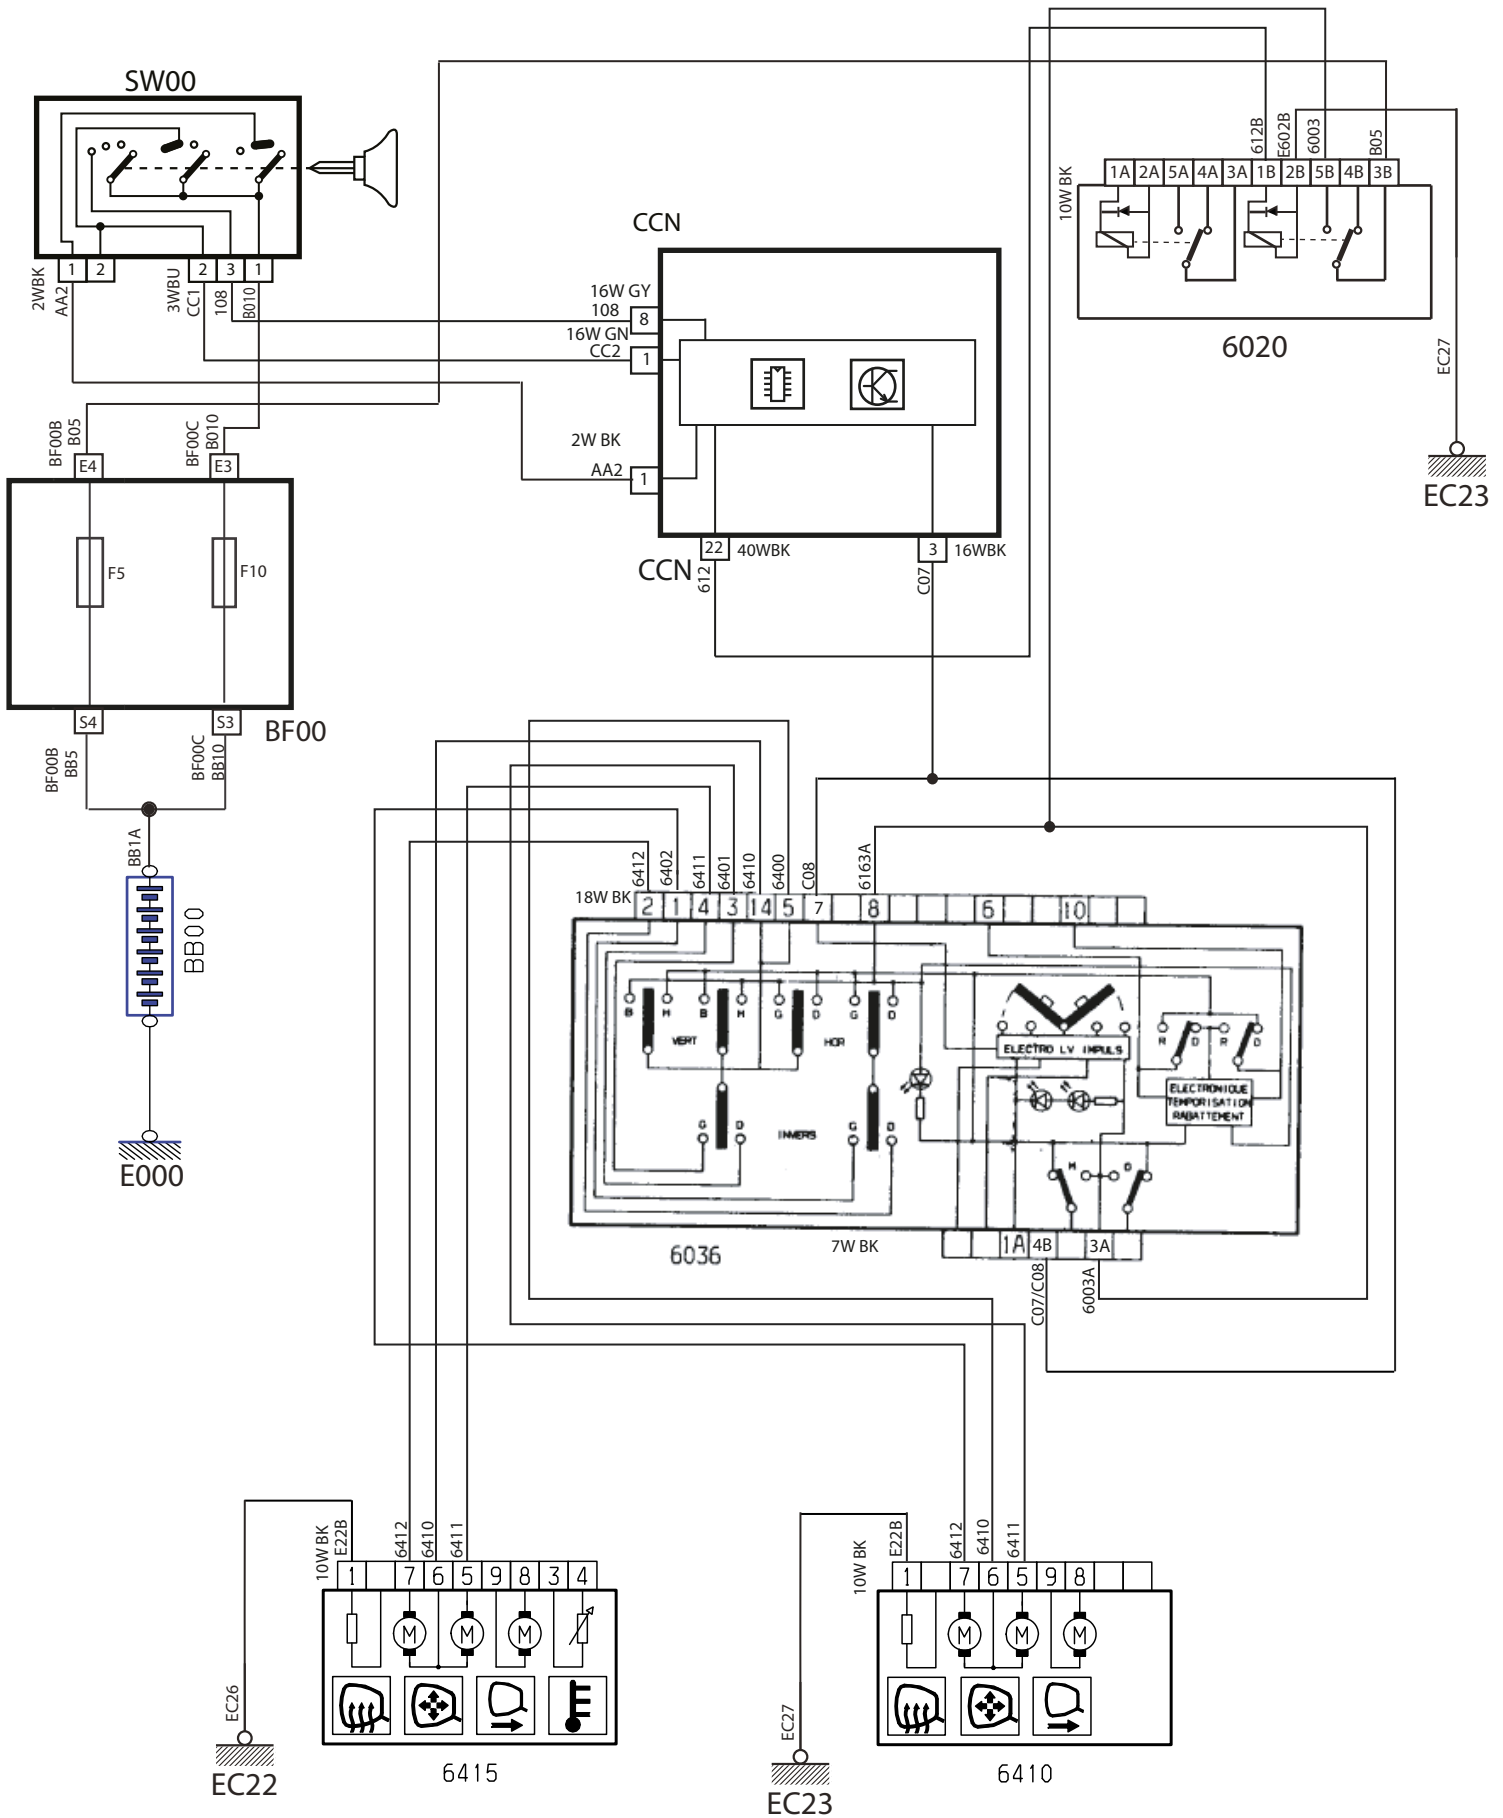 SW00
1
2
2
3
1
2WBK
AA2
3WBU
CC1
108
B010
CCN
16W GY
108
8
16W GN
CC2
1
2W BK
AA2
1
22
40WBK
3
16WBK
CCN
612
C07
612B
E602B
6003
B05
10W BK
1A
2A
5A
4A
3A
1B
2B
5B
4B
3B
6020
EC27
EC23
BF00B
B05
BF00C
B010
E4
E3
F5
F10
S4
S3
BF00
BF00B
BB5
BF00C
BB10
BB1A
BB00
E000
6412
6402
6411
6401
6410
6400
C08
6163A
18W BK
2
1
4
3
14
5
7
8
6
10
B
H
B
H
G
D
G
D
VERT
HOR
ELECTRO LV IMPULS
R
D
R
D
ELECTRONIQUE
TEMPORISATION
RABATTEMENT
G
D
INVERS
G
D
H
D
6036
7W BK
1A
4B
3A
C07/C08
6003A
10W BK
E22B
6412
6410
6411
1
7
6
5
9
8
3
4
M
M
M
EC26
EC22
6415
10W BK
E22B
6412
6410
6411
1
7
6
5
9
8
M
M
M
EC27
EC23
6410